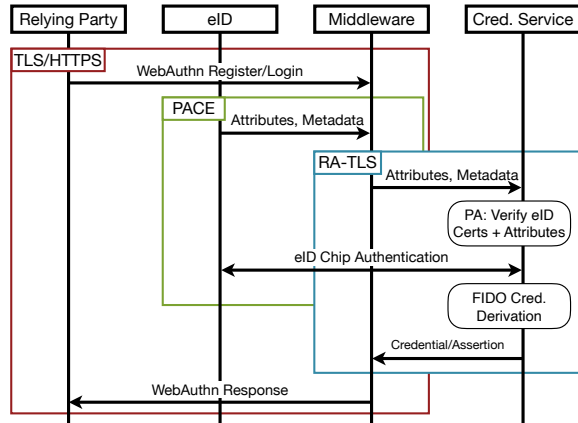 Relying Party
eID
Middleware
Cred. Service
TLS/HTTPS
WebAuthn Register/Login
PACE
Attributes, Metadata
RA-TLS
Attributes, Metadata
PA: Verify eID
Certs + Attributes
eID Chip Authentication
FIDO Cred.
Derivation
Credential/Assertion
WebAuthn Response